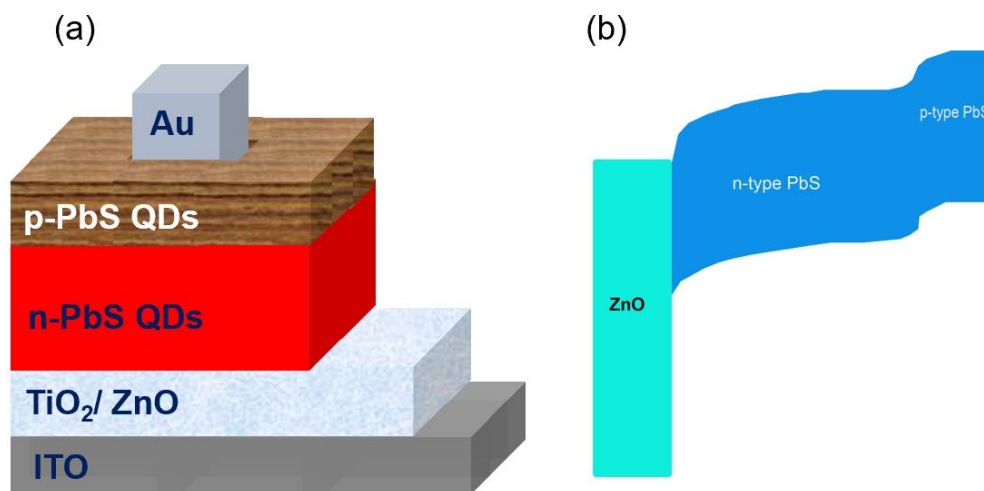 (a)
Au
p-PbS QDs
n-PbS QDs
TiO₂/ ZnO
ITO
(b)
p-type PbS
n-type PbS
ZnO